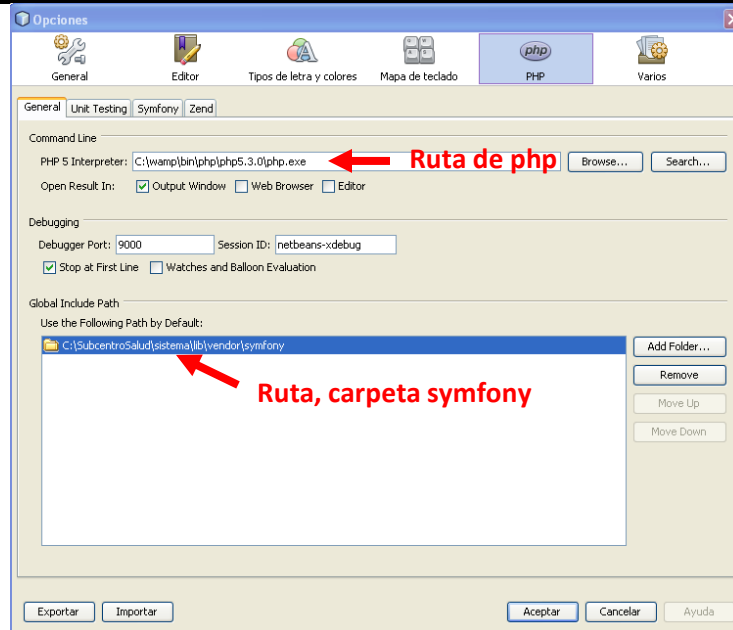 Opciones
General
Editor
Tipos de letra y colores
Mapa de teclado
php
PHP
Varios
General Unit Testing Symfony Zend
Command Line
PHP 5 Interpreter: C:\wamp\bin\php\php5.3.0\php.exe Ruta de php Browse... Search...
Open Result In: Output Window Web Browser Editor
Debugging
Debugger Port: 9000 Session ID: netbeans-xdebug
Stop at First Line Watches and Balloon Evaluation
Global Include Path
Use the Following Path by Default:
C:\SubcentroSalud\sistema\lib\vendor\symfony
Add Folder...
Remove
Ruta, carpeta symfony
Move Up
Move Down
Exportar Importar Aceptar Cancelar Ayuda